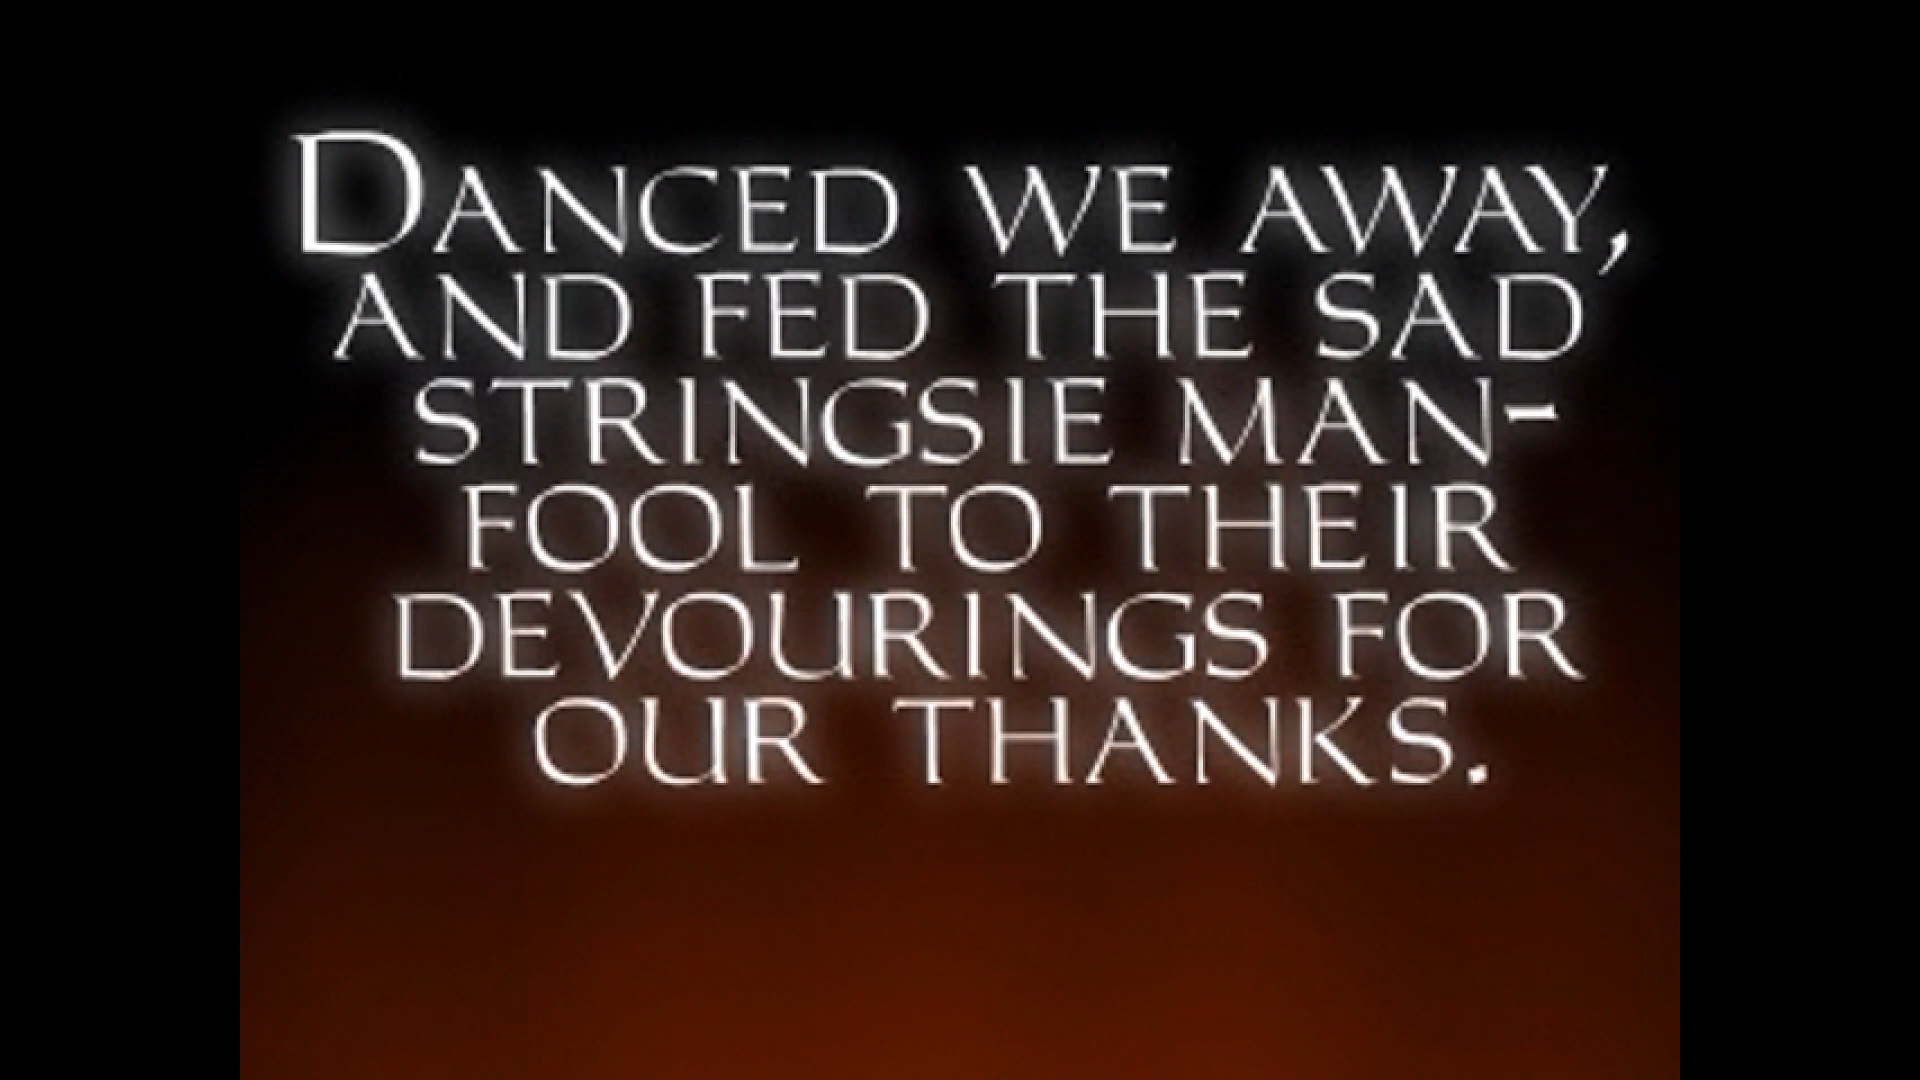 DANCED WE AWAY,
AND FED THE SAD
STRINGSIE MAN-
FOOL TO THEIR
DEVOURINGS FOR
OUR THANKS.